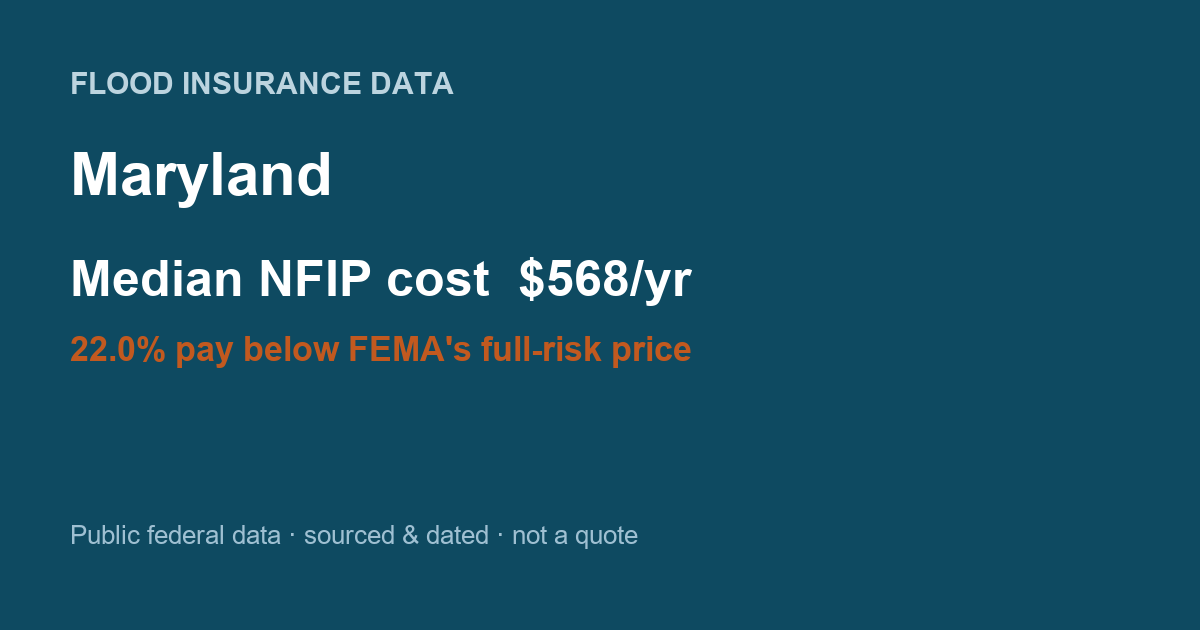 FLOOD INSURANCE DATA
Maryland
Median NFIP cost $568/yr
22.0% pay below FEMA's full-risk price
Public federal data · sourced & dated · not a quote